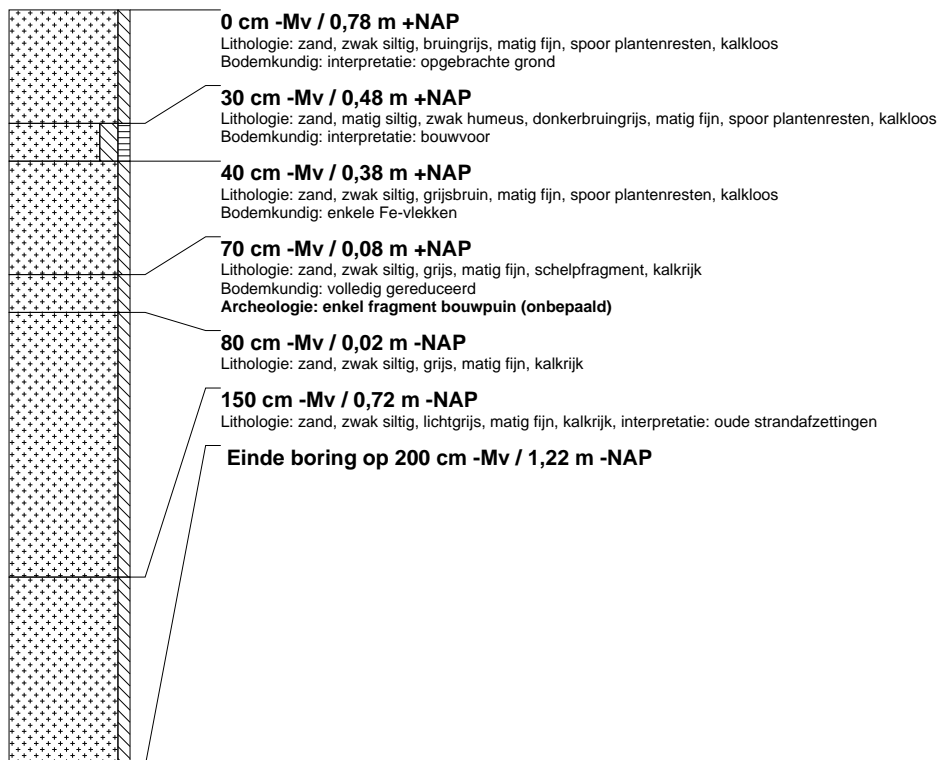 0 cm -Mv / 0,78 m +NAP
Lithologie: zand, zwak siltig, bruingrijs, matig fijn, spoor plantenresten, kalkloos
Bodemkundig: interpretatie: opgebrachte grond
30 cm -Mv / 0,48 m +NAP
Lithologie: zand, matig siltig, zwak humeus, donkerbruingrijs, matig fijn, spoor plantenresten, kalkloos
Bodemkundig: interpretatie: bouwvoor
40 cm -Mv / 0,38 m +NAP
Lithologie: zand, zwak siltig, grijsbruin, matig fijn, spoor plantenresten, kalkloos
Bodemkundig: enkele Fe-vlekken
70 cm -Mv / 0,08 m +NAP
Lithologie: zand, zwak siltig, grijs, matig fijn, schelpfragment, kalkrijk
Bodemkundig: volledig gereduceerd
Archeologie: enkel fragment bouwpuin (onbepaald)
80 cm -Mv / 0,02 m -NAP
Lithologie: zand, zwak siltig, grijs, matig fijn, kalkrijk
150 cm -Mv / 0,72 m -NAP
Lithologie: zand, zwak siltig, lichtgrijs, matig fijn, kalkrijk, interpretatie: oude strandafzettingen
Einde boring op 200 cm -Mv / 1,22 m -NAP